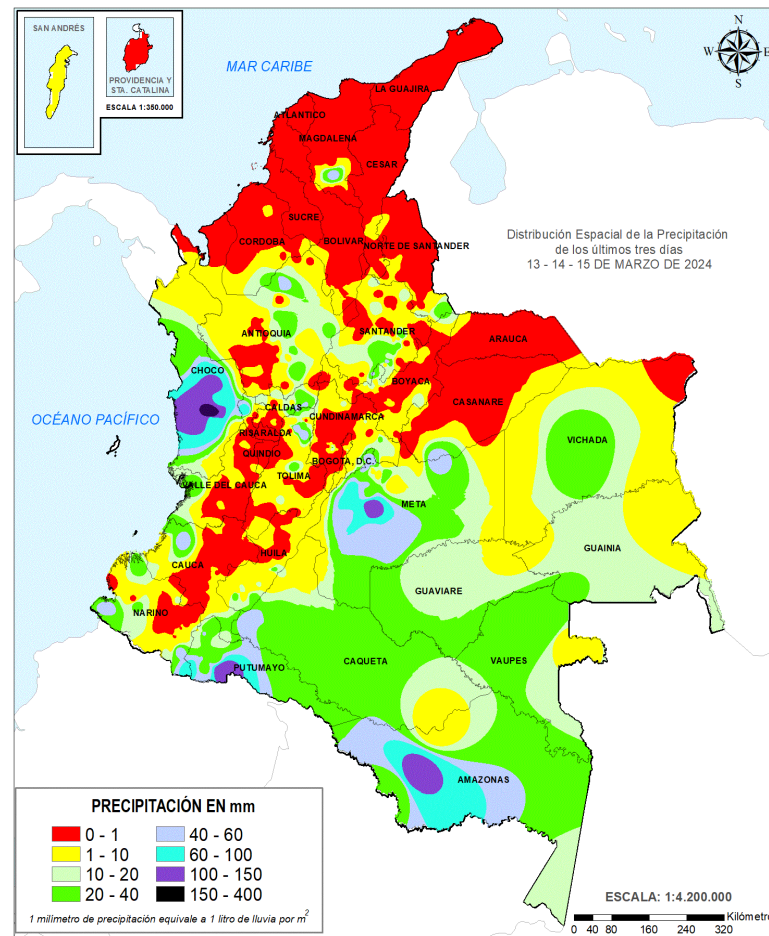 SAN ANDRÉS
PROVIDENCIA Y
STA. CATALINA
ESCALA 1:350.000
MAR CARIBE
N
W
E
S
LA GUAJIRA
ATLANTICO
MAGDALENA
CESAR
SUCRE
CORDOBA
BOLIVAR
NORTE DE SANTANDER
Distribución Espacial de la Precipitación
de los últimos tres días
13 - 14 - 15 DE MARZO DE 2024
ANTIOQUIA
SANTANDER
ARAUCA
CHOCO
BOYACA
CASANARE
OCÉANO PACÍFICO
CALDAS
CUNDINAMARCA
RISARALDA
VICHADA
QUINDIO
BOGOTA, D.C.
TOLIMA
VALLE DEL CAUCA
META
GUAINIA
HUILA
CAUCA
GUAVIARE
NARIÑO
CAQUETA
VAUPES
PUTUMAYO
AMAZONAS
PRECIPITACIÓN EN mm
0 - 1
40 - 60
1 - 10
60 - 100
10 - 20
100 - 150
20 - 40
150 - 400
1 milímetro de precipitación equivale a 1 litro de lluvia por m²
ESCALA: 1:4.200.000
Kilómetro
0 40 80 160 240 320